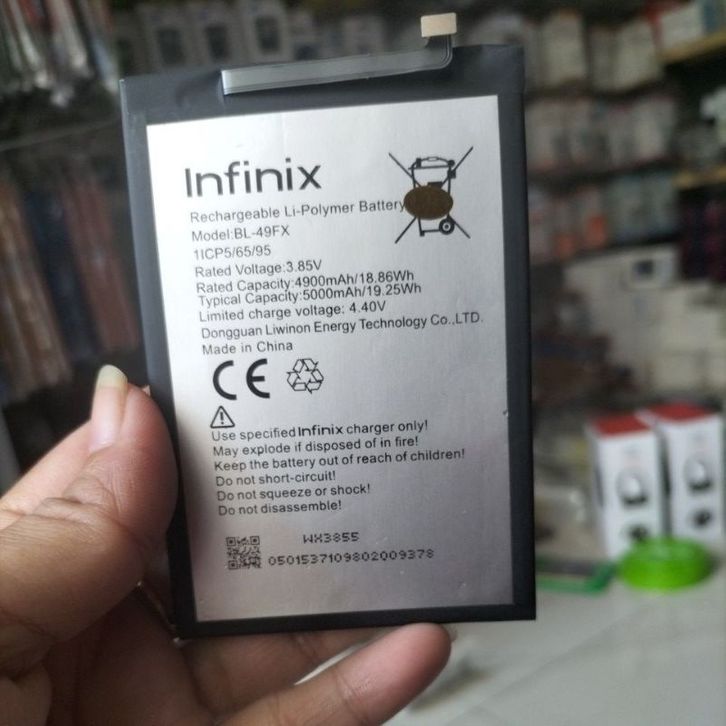 Infinix
Rechargeable Li-Polymer Battery
Model:BL-49FX
1ICP5/65/95
Rated Voltage:3.85V
Rated Capacity:4900mAh/18.86Wh
Typical Capacity:5000mAh/19.25Wh
Limited charge voltage: 4.40V
Dongguan Liwinon Energy Technology Co.,LTD.
Made in China
CE
Use specified Infinix charger only!
May explode if disposed of in fire!
Keep the battery out of reach of children!
Do not short-circuit!
Do not squeeze or shock!
Do not disassemble!
WX3855
0501537109802009378